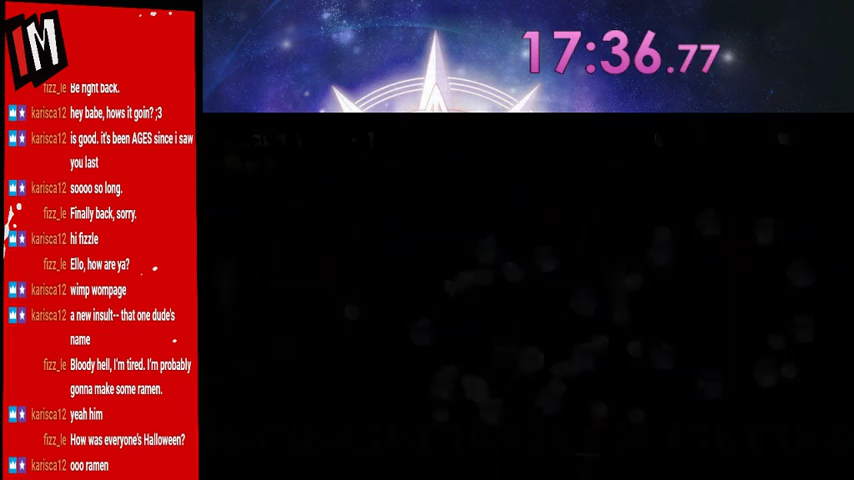 IM
17:36.77
fizz_le Be right back.
karisca12 hey babe, hows it goin? ;3
karisca12 is good. it's been AGES since i saw
you last
karisca12 soooo so long.
fizz_le Finally back, sorry.
karisca12 hi fizzle
fizz_le Ello, how are ya?
karisca12 wimp wompage
karisca12 a new insult-- that one dude's
name
fizz_le Bloody hell, I'm tired. I'm probably
gonna make some ramen.
karisca12 yeah him
fizz_le How was everyone's Halloween?
karisca12 ooo ramen